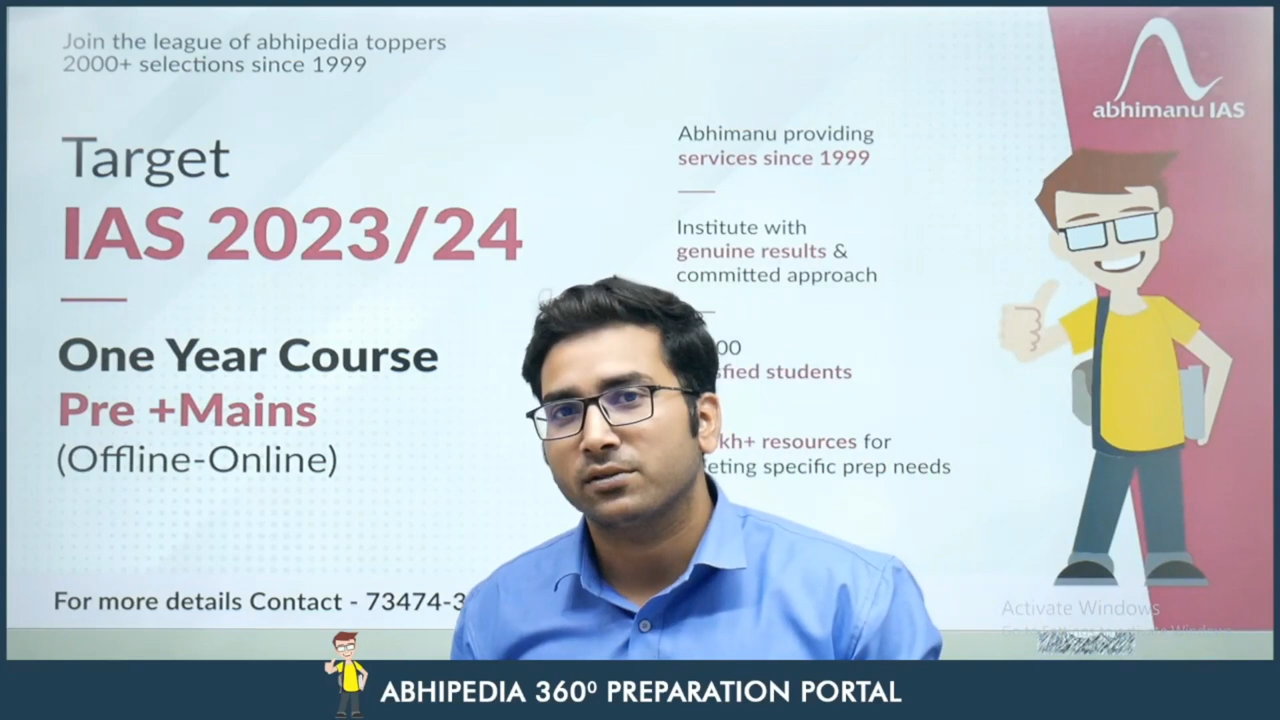 Join the league of abhipedia toppers
2000+ selections since 1999
Target
IAS 2023/24
One Year Course
Pre +Mains
(Offline-Online)
For more details Contact - 73474-3
abhimanu IAS
Abhimanu providing
services since 1999
Institute with
genuine results &
committed approach
00
sfied students
kh+ resources for
eting specific prep needs
Activate Windows
ABHIPEDIA 360⁰ PREPARATION PORTAL